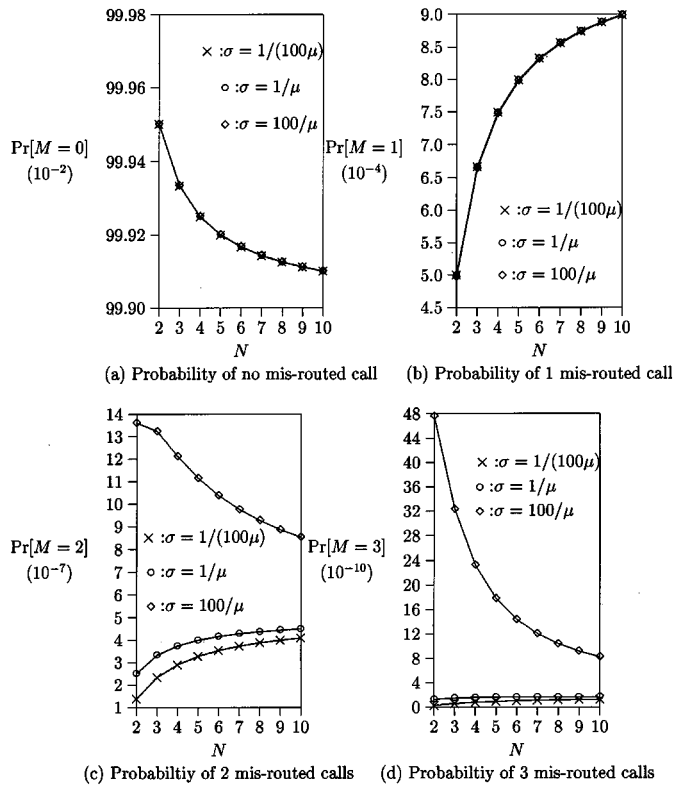 99.98
99.96
99.94
99.92
99.90
Pr[M = 0]
(10⁻²)
× :σ = 1/(100μ)
○ :σ = 1/μ
◇ :σ = 100/μ
2 3 4 5 6 7 8 9 10
N
(a) Probability of no mis-routed call
9.0
8.5
8.0
7.5
7.0
6.5
6.0
5.5
5.0
4.5
Pr[M = 1]
(10⁻⁴)
× :σ = 1/(100μ)
○ :σ = 1/μ
◇ :σ = 100/μ
2 3 4 5 6 7 8 9 10
N
(b) Probability of 1 mis-routed call
14
13
12
11
10
9
8
7
6
5
4
3
2
1
Pr[M = 2]
(10⁻⁷)
× :σ = 1/(100μ)
○ :σ = 1/μ
◇ :σ = 100/μ
2 3 4 5 6 7 8 9 10
N
(c) Probabiltiy of 2 mis-routed calls
48
44
40
36
32
28
24
20
16
12
8
4
0
Pr[M = 3]
(10⁻¹⁰)
× :σ = 1/(100μ)
○ :σ = 1/μ
◇ :σ = 100/μ
2 3 4 5 6 7 8 9 10
N
(d) Probabiltiy of 3 mis-routed calls